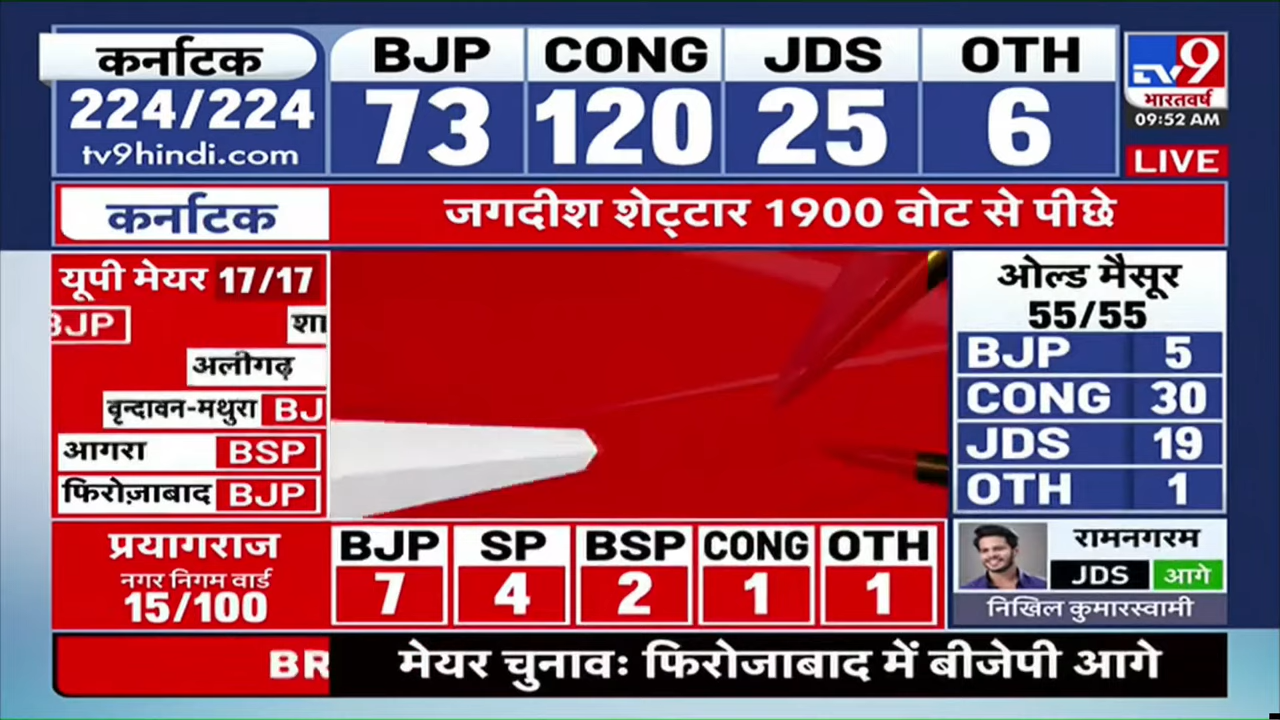 कर्नाटक
224/224
tv9hindi.com
BJP CONG JDS OTH
73 120 25 6
TV9
भारतवर्ष
09:52 AM
LIVE
कर्नाटक
जगदीश शेट्टार 1900 वोट से पीछे
यूपी मेयर 17/17
BJP
शा
अलीगढ़
वृन्दावन-मथुरा BJ
आगरा BSP
फिरोज़ाबाद BJP
ओल्ड मैसूर
55/55
BJP 5
CONG 30
JDS 19
OTH 1
प्रयागराज
नगर निगम वार्ड
15/100
BJP SP BSP CONG OTH
7 4 2 1 1
रामनगरम
JDS आगे
निखिल कुमारस्वामी
BR
मेयर चुनावः फिरोजाबाद में बीजेपी आगे